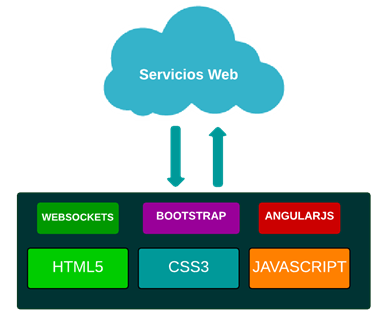 Servicios Web
WEBSOCKETS
BOOTSTRAP
ANGULARJS
HTML5
CSS3
JAVASCRIPT